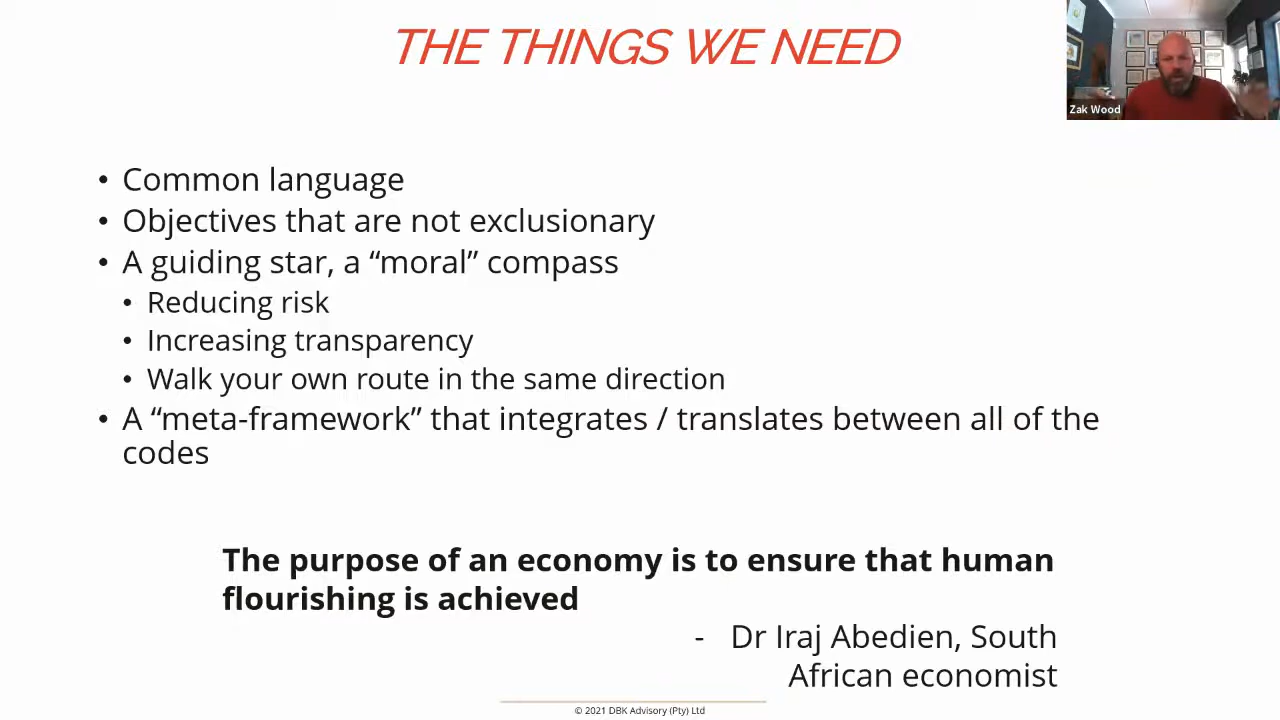 THE THINGS WE NEED
Zak Wood
• Common language
• Objectives that are not exclusionary
• A guiding star, a “moral” compass
• Reducing risk
• Increasing transparency
• Walk your own route in the same direction
• A “meta-framework” that integrates / translates between all of the
codes
The purpose of an economy is to ensure that human
flourishing is achieved
- Dr Iraj Abedien, South
African economist
© 2021 DBK Advisory (Pty) Ltd